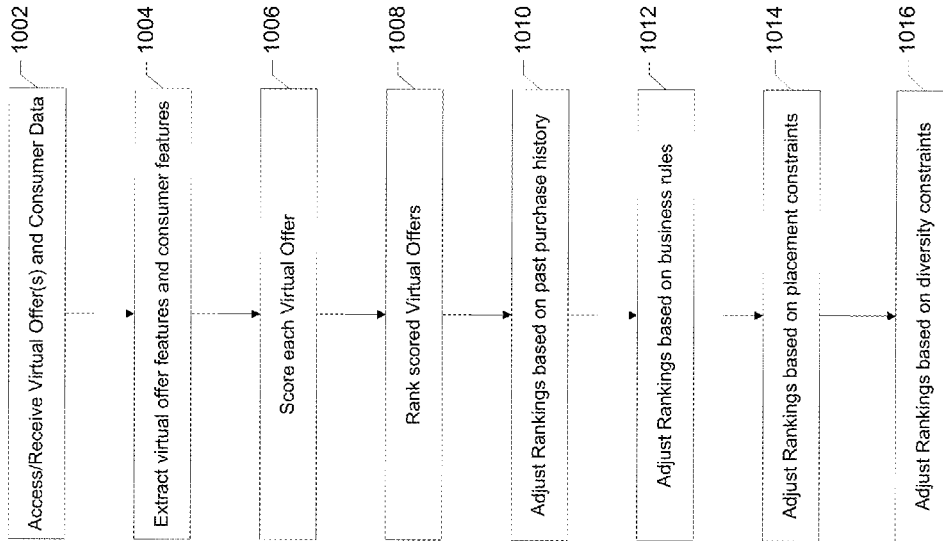 1002
Access/Receive Virtual Offer(s) and Consumer Data
1004
Extract virtual offer features and consumer features
1006
Score each Virtual Offer
1008
Rank scored Virtual Offers
1010
Adjust Rankings based on past purchase history
1012
Adjust Rankings based on business rules
1014
Adjust Rankings based on placement constraints
1016
Adjust Rankings based on diversity constraints